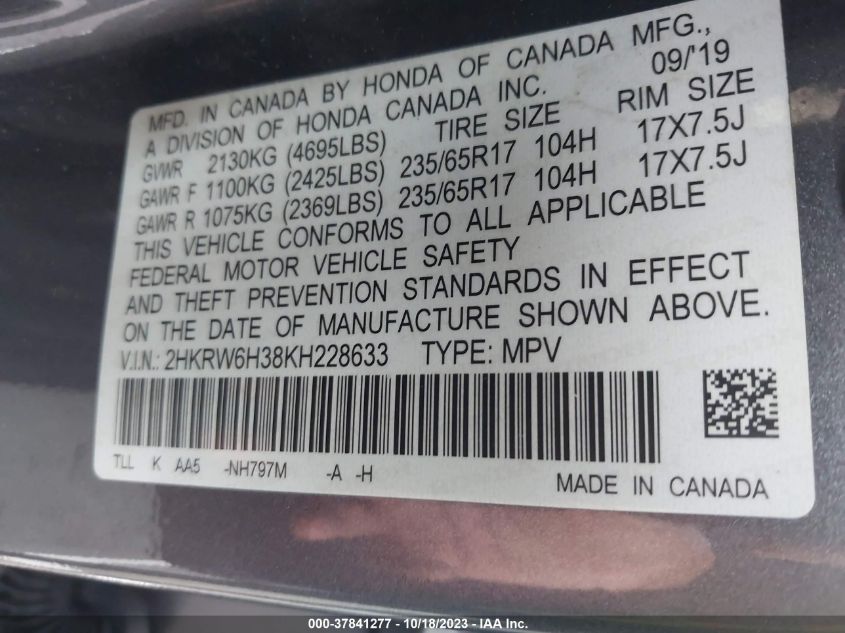 MFD. IN CANADA BY HONDA OF CANADA MFG.,
A DIVISION OF HONDA CANADA INC. 09/'19
GVWR 2130KG (4695LBS) TIRE SIZE RIM SIZE
GAWR F 1100KG (2425LBS) 235/65R17 104H 17X7.5J
GAWR R 1075KG (2369LBS) 235/65R17 104H 17X7.5J
THIS VEHICLE CONFORMS TO ALL APPLICABLE
FEDERAL MOTOR VEHICLE SAFETY
AND THEFT PREVENTION STANDARDS IN EFFECT
ON THE DATE OF MANUFACTURE SHOWN ABOVE.
V.I.N.: 2HKRW6H38KH228633 TYPE: MPV
TLL K AA5 -NH797M -A -H
MADE IN CANADA
000-37841277 - 10/18/2023 - IAA Inc.